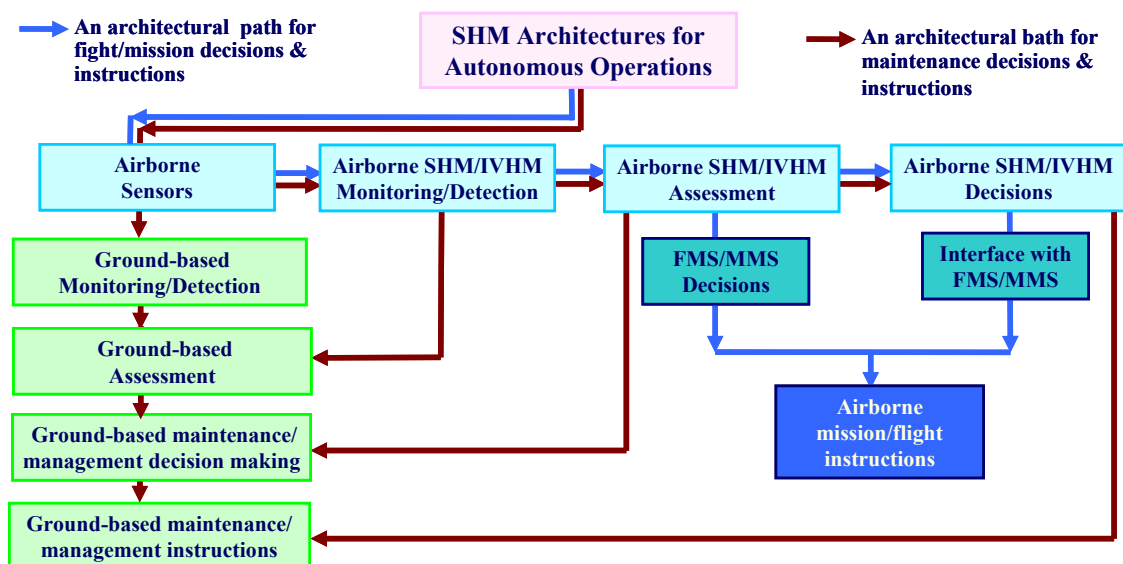 An architectural path for
fight/mission decisions &
instructions
SHM Architectures for
Autonomous Operations
An architectural bath for
maintenance decisions &
instructions
Airborne
Sensors
Airborne SHM/IVHM
Monitoring/Detection
Airborne SHM/IVHM
Assessment
Airborne SHM/IVHM
Decisions
Ground-based
Monitoring/Detection
FMS/MMS
Decisions
Interface with
FMS/MMS
Ground-based
Assessment
Airborne
mission/flight
instructions
Ground-based maintenance/
management decision making
Ground-based maintenance/
management instructions